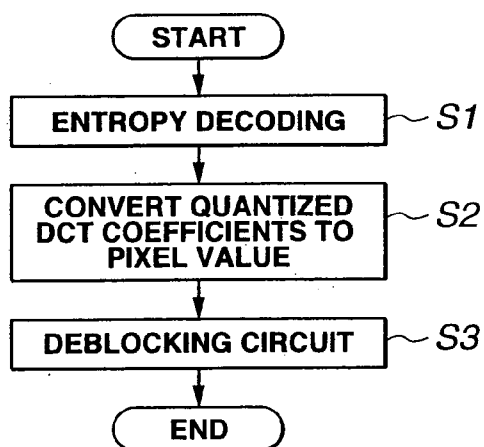 START
ENTROPY DECODING
S1
CONVERT QUANTIZED
DCT COEFFICIENTS TO
PIXEL VALUE
S2
DEBLOCKING CIRCUIT
S3
END